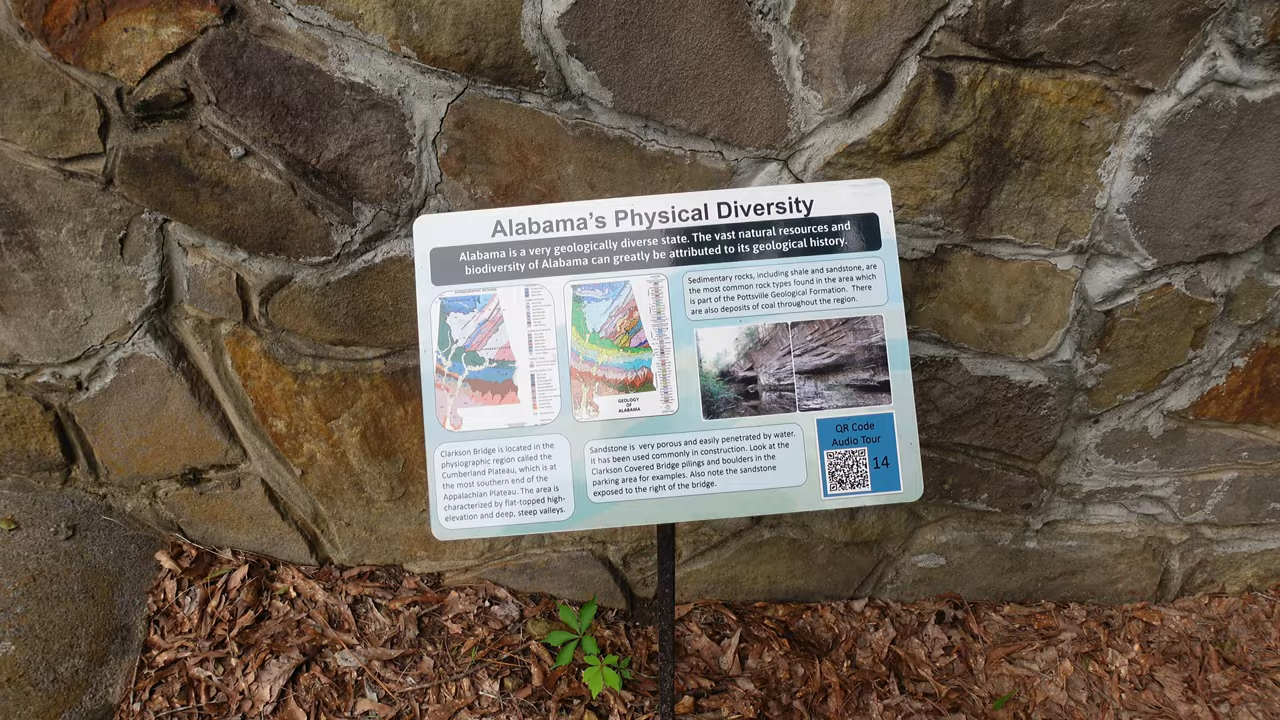 Alabama's Physical Diversity
Alabama is a very geologically diverse state. The vast natural resources and
biodiversity of Alabama can greatly be attributed to its geological history.
Sedimentary rocks, including shale and sandstone, are
the most common rock types found in the area which
is part of the Pottsville Geological Formation. There
are also deposits of coal throughout the region.
GEOLOGY
OF
ALABAMA
Clarkson Bridge is located in the
physiographic region called the
Cumberland Plateau, which is at
the most southern end of the
Appalachian Plateau. The area is
characterized by flat-topped high-
elevation and deep, steep valleys.
Sandstone is very porous and easily penetrated by water.
It has been used commonly in construction. Look at the
Clarkson Covered Bridge pilings and boulders in the
parking area for examples. Also note the sandstone
exposed to the right of the bridge.
QR Code
Audio Tour
14